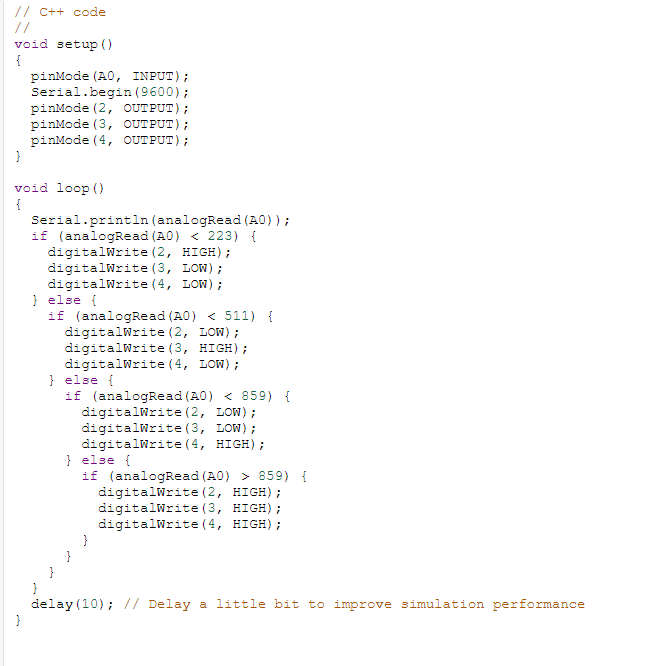 // C++ code
//
void setup()
{
  pinMode(A0, INPUT);
  Serial.begin(9600);
  pinMode(2, OUTPUT);
  pinMode(3, OUTPUT);
  pinMode(4, OUTPUT);
}

void loop()
{
  Serial.println(analogRead(A0));
  if (analogRead(A0) < 223) {
    digitalWrite(2, HIGH);
    digitalWrite(3, LOW);
    digitalWrite(4, LOW);
  } else {
    if (analogRead(A0) < 511) {
      digitalWrite(2, LOW);
      digitalWrite(3, HIGH);
      digitalWrite(4, LOW);
    } else {
      if (analogRead(A0) < 859) {
        digitalWrite(2, LOW);
        digitalWrite(3, LOW);
        digitalWrite(4, HIGH);
      } else {
        if (analogRead(A0) > 859) {
          digitalWrite(2, HIGH);
          digitalWrite(3, HIGH);
          digitalWrite(4, HIGH);
        }
      }
    }
  }
  delay(10); // Delay a little bit to improve simulation performance
}